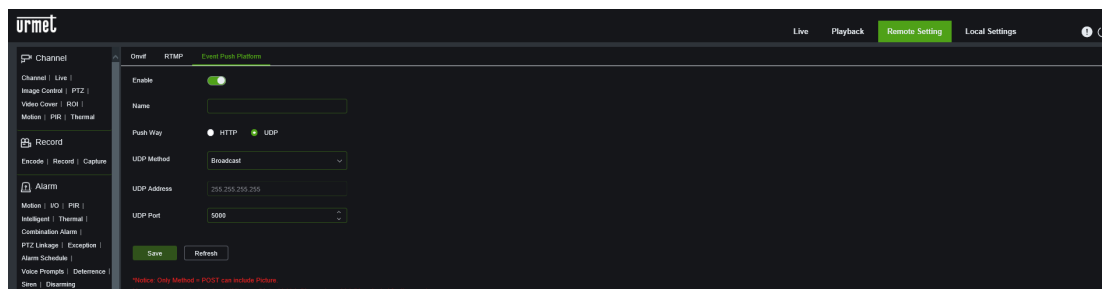 urmet
Live Playback Remote Setting Local Settings
Channel
Channel | Live |
Image Control | PTZ |
Video Cover | ROI |
Motion | PIR | Thermal
Record
Encode | Record | Capture
Alarm
Motion | I/O | PIR |
Intelligent | Thermal |
Combination Alarm |
PTZ Linkage | Exception |
Alarm Schedule |
Voice Prompts | Deterrence |
Siren | Disarming
Onvif RTMP Event Push Platform
Enable
Name
Push Way HTTP UDP
UDP Method Broadcast
UDP Address 255.255.255.255
UDP Port 5000
Save Refresh
*Notice: Only Method = POST can include Picture